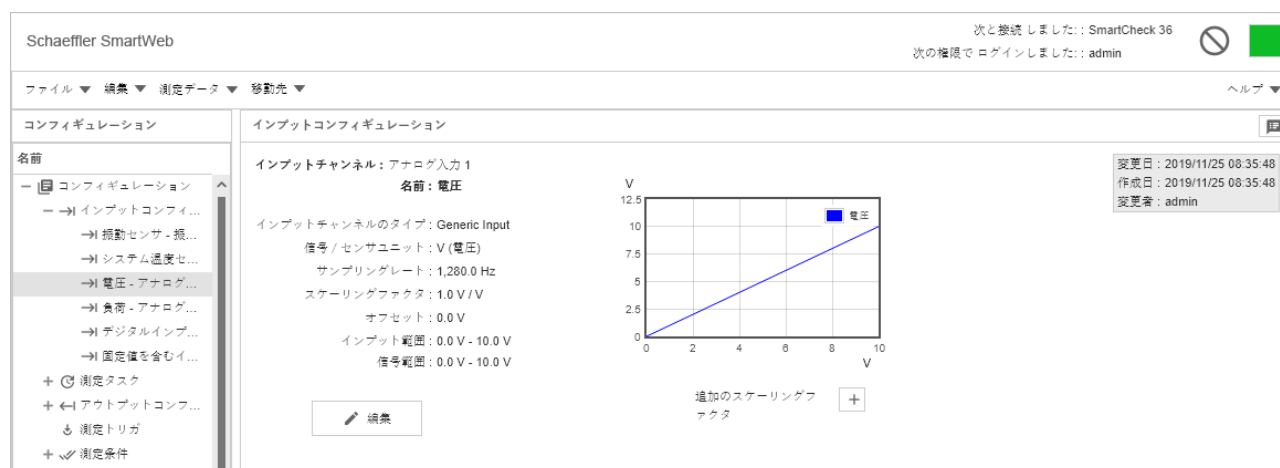 Schaeffler SmartWeb
次と接続 しました: : SmartCheck 36
次の権限で ログインしました: : admin
ファイル ▼ 編集 ▼ 測定データ ▼ 移動先 ▼ ヘルプ ▼
コンフィギュレーション
インプットコンフィギュレーション
名前
コンフィギュレーション
インプットコンフィ...
振動センサ - 振...
システム温度セ...
電圧 - アナログ...
負荷 - アナログ...
デジタルインプ...
固定値を含むイ...
測定タスク
アウトプットコンフ...
測定トリガ
測定条件
インプットチャンネル : アナログ入力 1
名前 : 電圧
インプットチャンネルのタイプ : Generic Input
信号 / センサユニット : V (電圧)
サンプリングレート : 1,280.0 Hz
スケーリングファクタ : 1.0 V / V
オフセット : 0.0 V
インプット範囲 : 0.0 V - 10.0 V
信号範囲 : 0.0 V - 10.0 V
編集
V
12.5
10
7.5
5
2.5
0
電圧
0 2 4 6 8 10
V
追加のスケーリングフ
ァクタ
変更日 : 2019/11/25 08:35:48
作成日 : 2019/11/25 08:35:48
変更者 : admin